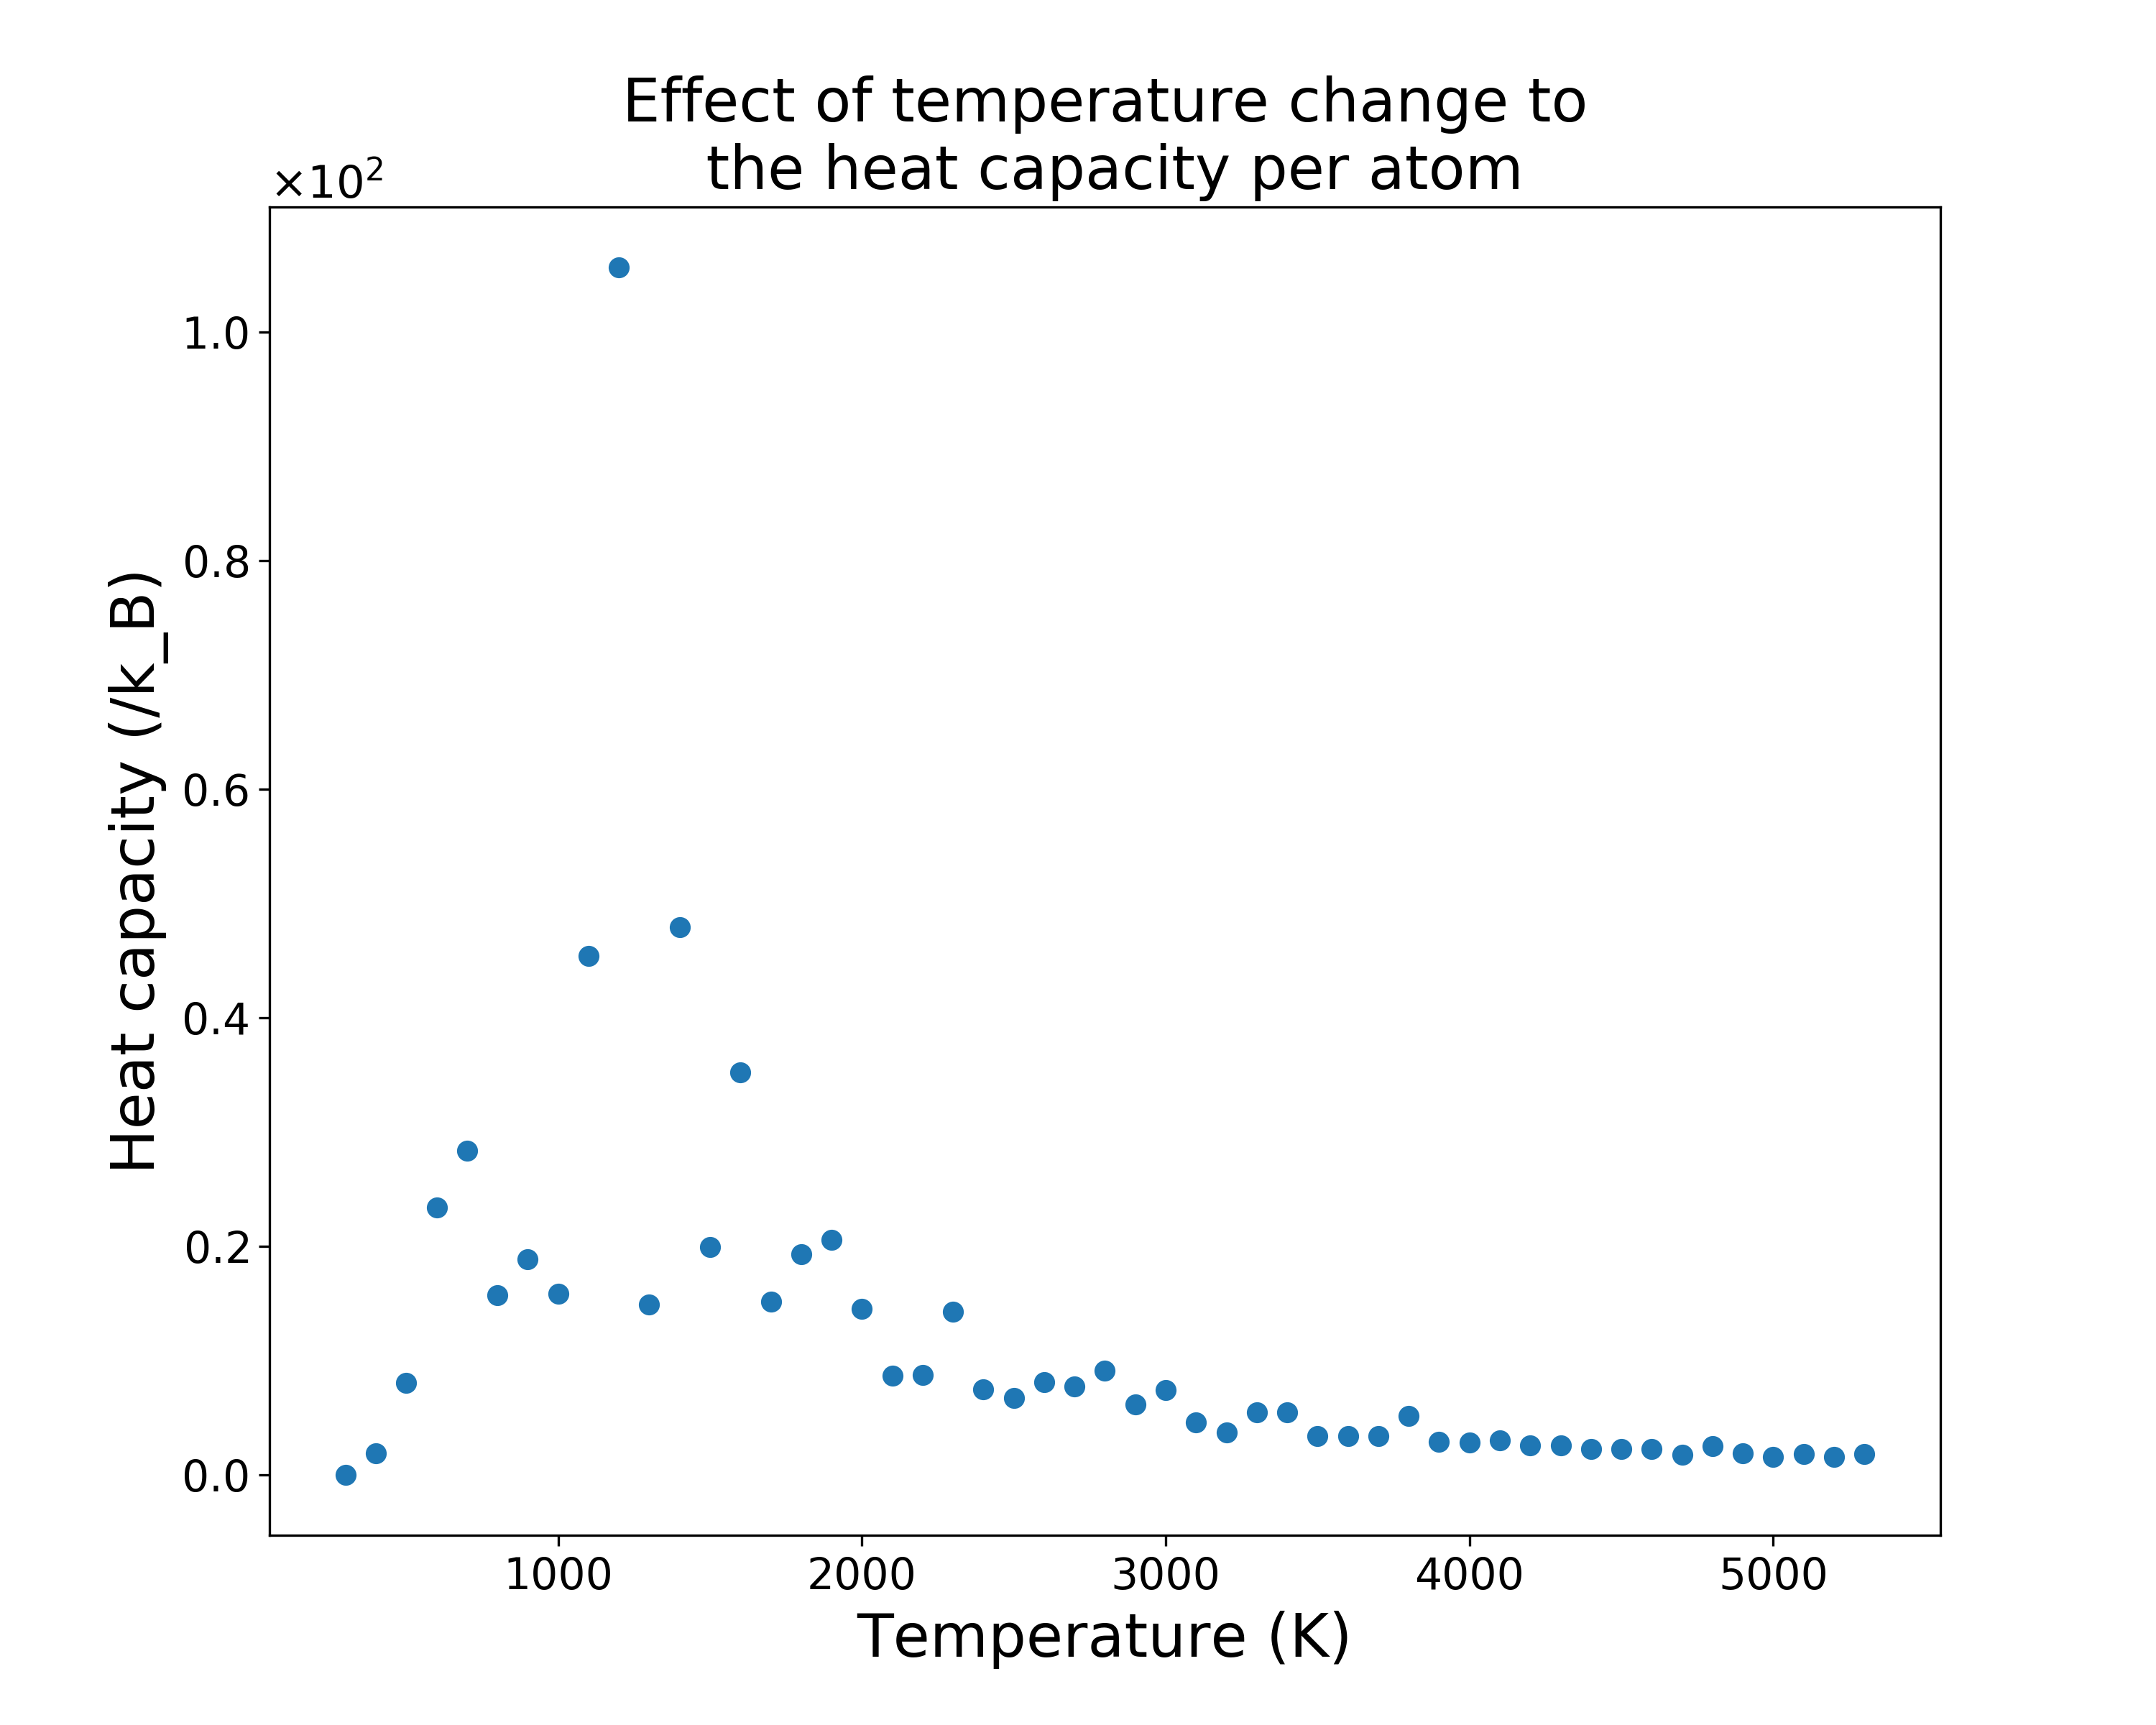 Effect of temperature change to
the heat capacity per atom
×10²
1.0
0.8
0.6
0.4
0.2
0.0
Heat capacity (/k_B)
1000 2000 3000 4000 5000
Temperature (K)